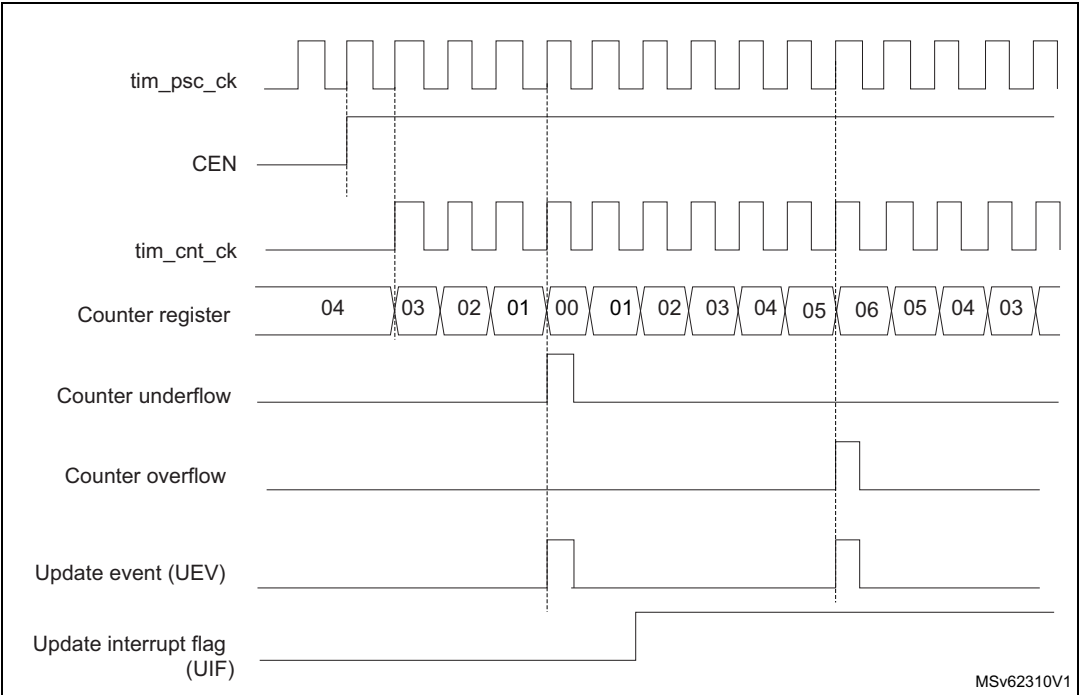 tim_psc_ck
CEN
tim_cnt_ck
Counter register 04 03 02 01 00 01 02 03 04 05 06 05 04 03
Counter underflow
Counter overflow
Update event (UEV)
Update interrupt flag
(UIF)
MSv62310V1